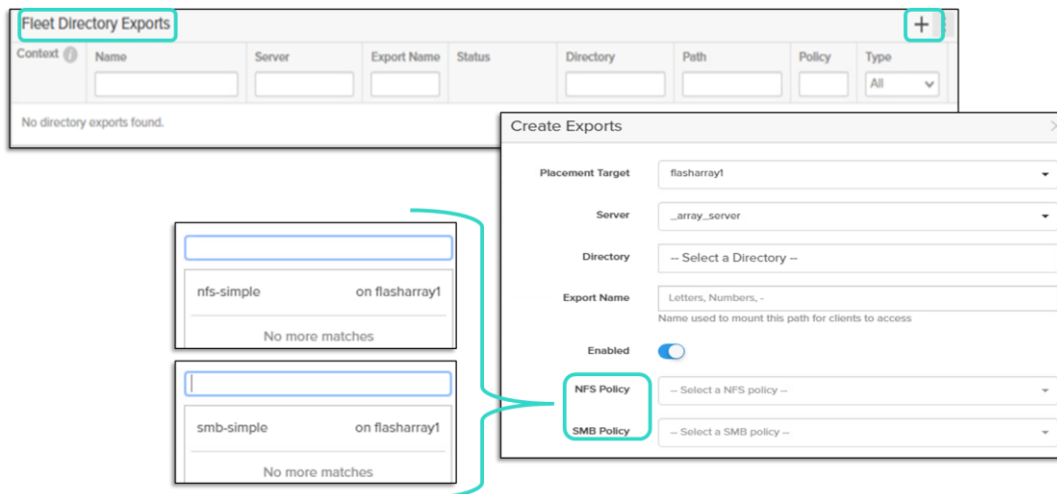 Fleet Directory Exports
+
Context Name Server Export Name Status Directory Path Policy Type
All
No directory exports found.
Create Exports
Placement Target flasharray1
Server _array_server
Directory -- Select a Directory --
Export Name Letters, Numbers, -
Name used to mount this path for clients to access
Enabled
NFS Policy -- Select a NFS policy --
SMB Policy -- Select a SMB policy --
nfs-simple on flasharray1
No more matches
smb-simple on flasharray1
No more matches